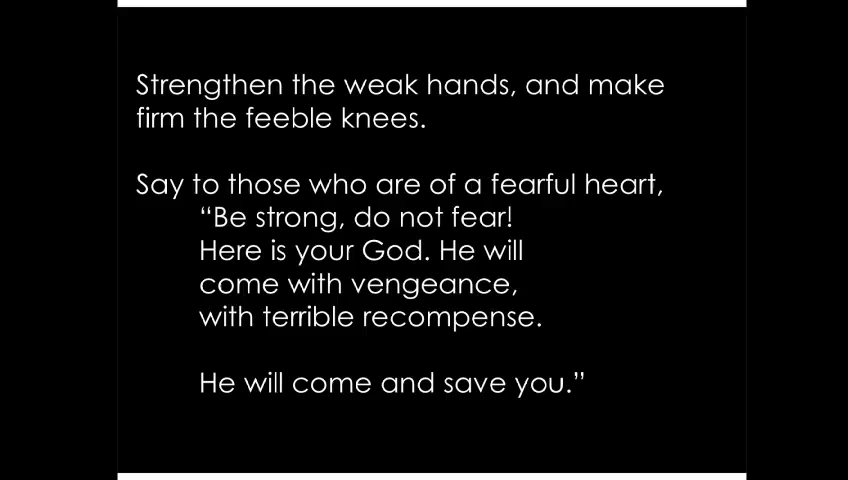 Strengthen the weak hands, and make
firm the feeble knees.
Say to those who are of a fearful heart,
“Be strong, do not fear!
Here is your God. He will
come with vengeance,
with terrible recompense.
He will come and save you.”